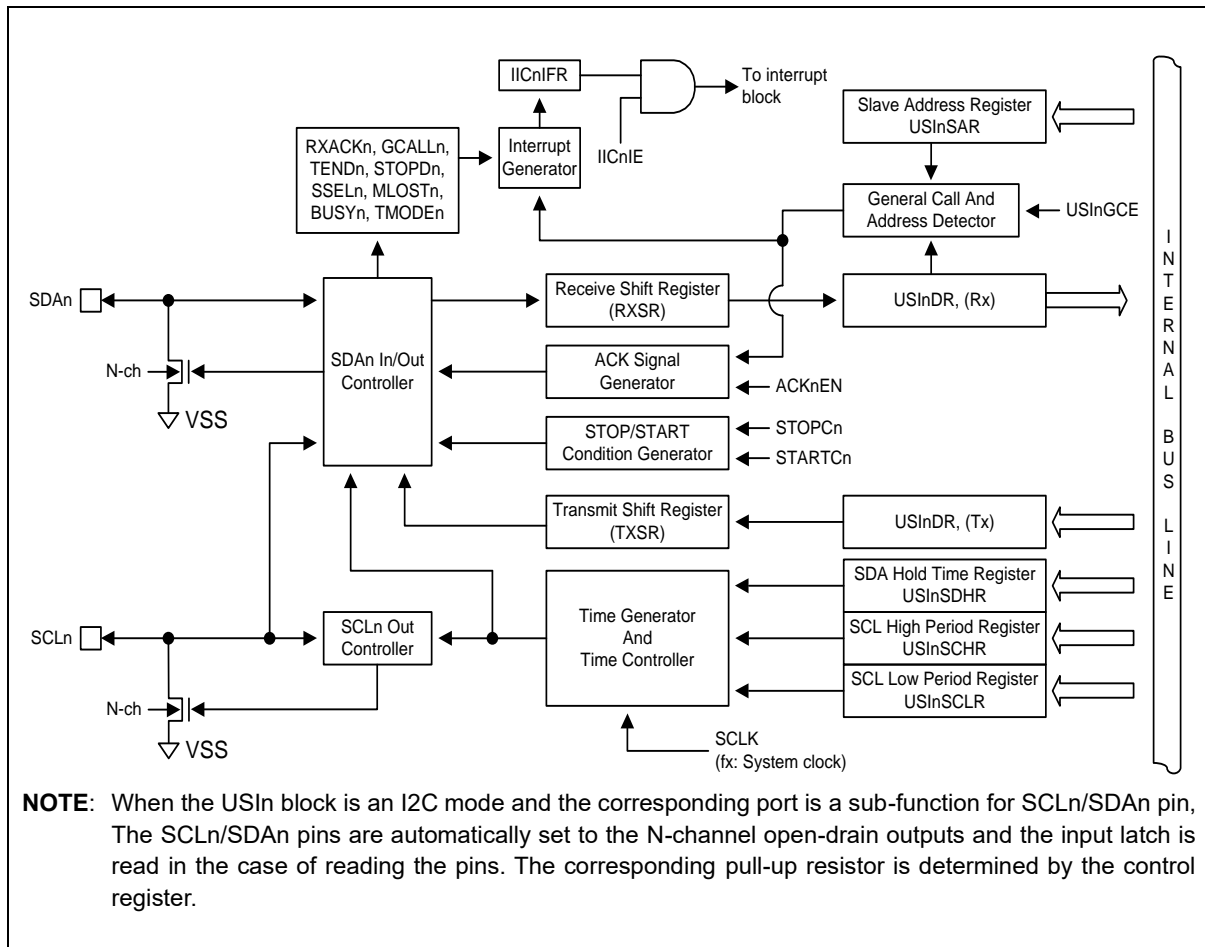 IICnIFR
To interrupt
block
Slave Address Register
USInSAR
RXACKn, GCALLn,
TENDn, STOPDn,
SSELn, MLOSTn,
BUSYn, TMODEn
Interrupt
Generator
IICnIE
General Call And
Address Detector
USInGCE
SDAn
Receive Shift Register
(RXSR)
USInDR, (Rx)
N-ch
SDAn In/Out
Controller
ACK Signal
Generator
ACKnEN
VSS
STOP/START
Condition Generator
STOPCn
STARTCn
Transmit Shift Register
(TXSR)
USInDR, (Tx)
SDA Hold Time Register
USInSDHR
SCLn
SCLn Out
Controller
Time Generator
And
Time Controller
SCL High Period Register
USInSCHR
SCL Low Period Register
USInSCLR
N-ch
VSS
SCLK
(fx: System clock)
INTERNAL BUS LINE
NOTE: When the USIn block is an I2C mode and the corresponding port is a sub-function for SCLn/SDAn pin,
The SCLn/SDAn pins are automatically set to the N-channel open-drain outputs and the input latch is
read in the case of reading the pins. The corresponding pull-up resistor is determined by the control
register.